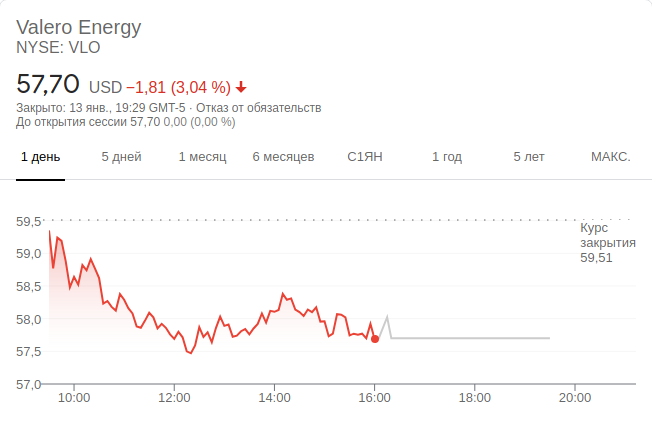 Valero Energy
NYSE: VLO
57,70 USD −1,81 (3,04 %)
Закрыто: 13 янв., 19:29 GMT-5 · Отказ от обязательств
До открытия сессии 57,70 0,00 (0,00 %)
1 день 5 дней 1 месяц 6 месяцев С1ЯН 1 год 5 лет МАКС.
59,5
Курс
закрытия
59,51
59,0
58,5
58,0
57,5
57,0
10:00 12:00 14:00 16:00 18:00 20:00